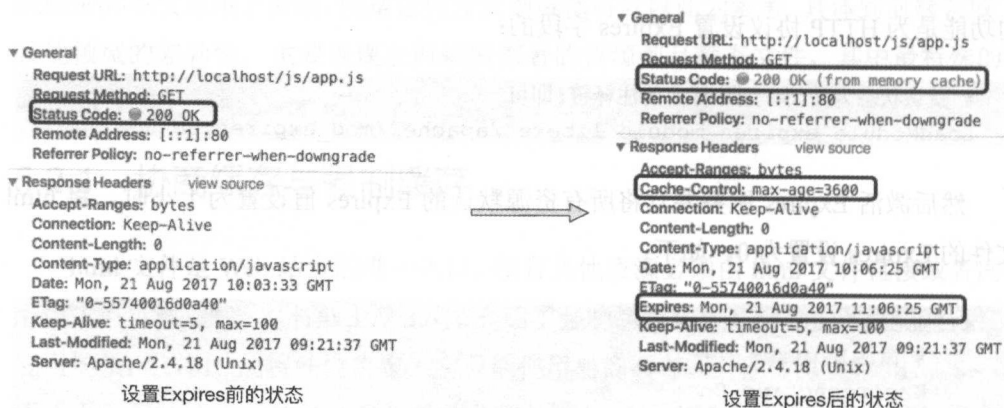 ▼ General
Request URL: http://localhost/js/app.js
Request Method: GET
Status Code: 200 OK
Remote Address: [::1]:80
Referrer Policy: no-referrer-when-downgrade
▼ Response Headers view source
Accept-Ranges: bytes
Connection: Keep-Alive
Content-Length: 0
Content-Type: application/javascript
Date: Mon, 21 Aug 2017 10:03:33 GMT
ETag: "0-55740016d0a40"
Keep-Alive: timeout=5, max=100
Last-Modified: Mon, 21 Aug 2017 09:21:37 GMT
Server: Apache/2.4.18 (Unix)
设置Expires前的状态
▼ General
Request URL: http://localhost/js/app.js
Request Method: GET
Status Code: 200 OK (from memory cache)
Remote Address: [::1]:80
Referrer Policy: no-referrer-when-downgrade
▼ Response Headers view source
Accept-Ranges: bytes
Cache-Control: max-age=3600
Connection: Keep-Alive
Content-Length: 0
Content-Type: application/javascript
Date: Mon, 21 Aug 2017 10:06:25 GMT
ETag: "0-55740016d0a40"
Expires: Mon, 21 Aug 2017 11:06:25 GMT
Keep-Alive: timeout=5, max=100
Last-Modified: Mon, 21 Aug 2017 09:21:37 GMT
Server: Apache/2.4.18 (Unix)
设置Expires后的状态